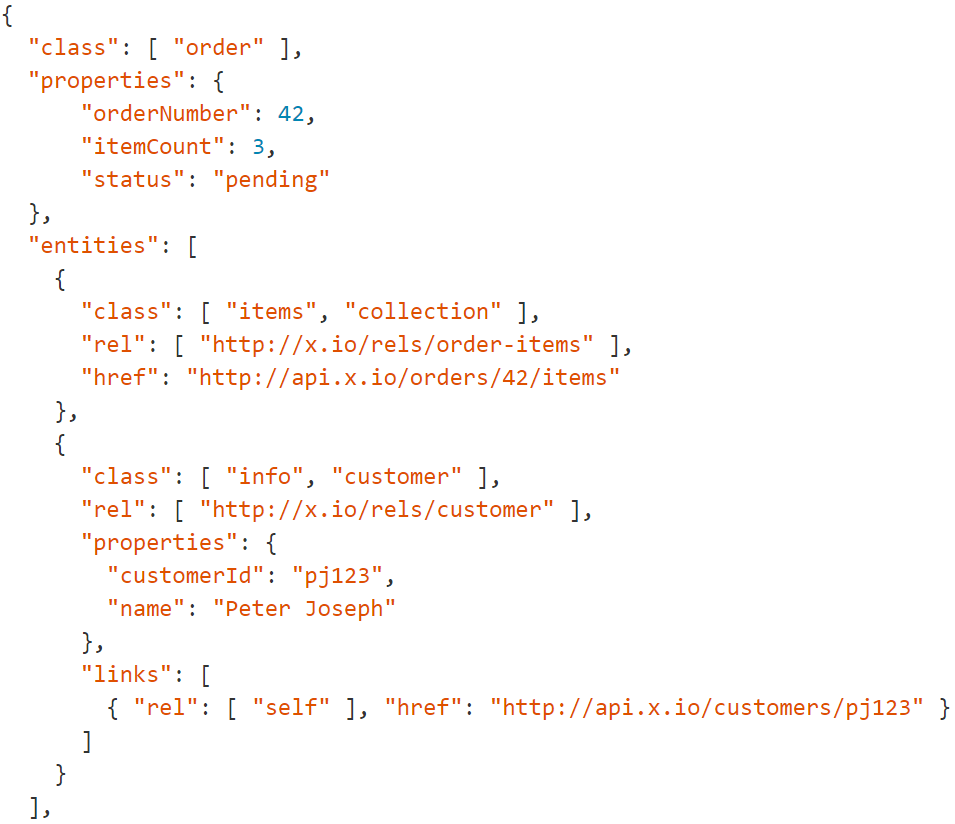 {
  "class": [ "order" ],
  "properties": {
      "orderNumber": 42,
      "itemCount": 3,
      "status": "pending"
  },
  "entities": [
    {
      "class": [ "items", "collection" ],
      "rel": [ "http://x.io/rels/order-items" ],
      "href": "http://api.x.io/orders/42/items"
    },
    {
      "class": [ "info", "customer" ],
      "rel": [ "http://x.io/rels/customer" ],
      "properties": {
        "customerId": "pj123",
        "name": "Peter Joseph"
      },
      "links": [
        { "rel": [ "self" ], "href": "http://api.x.io/customers/pj123" }
      ]
    }
  ],